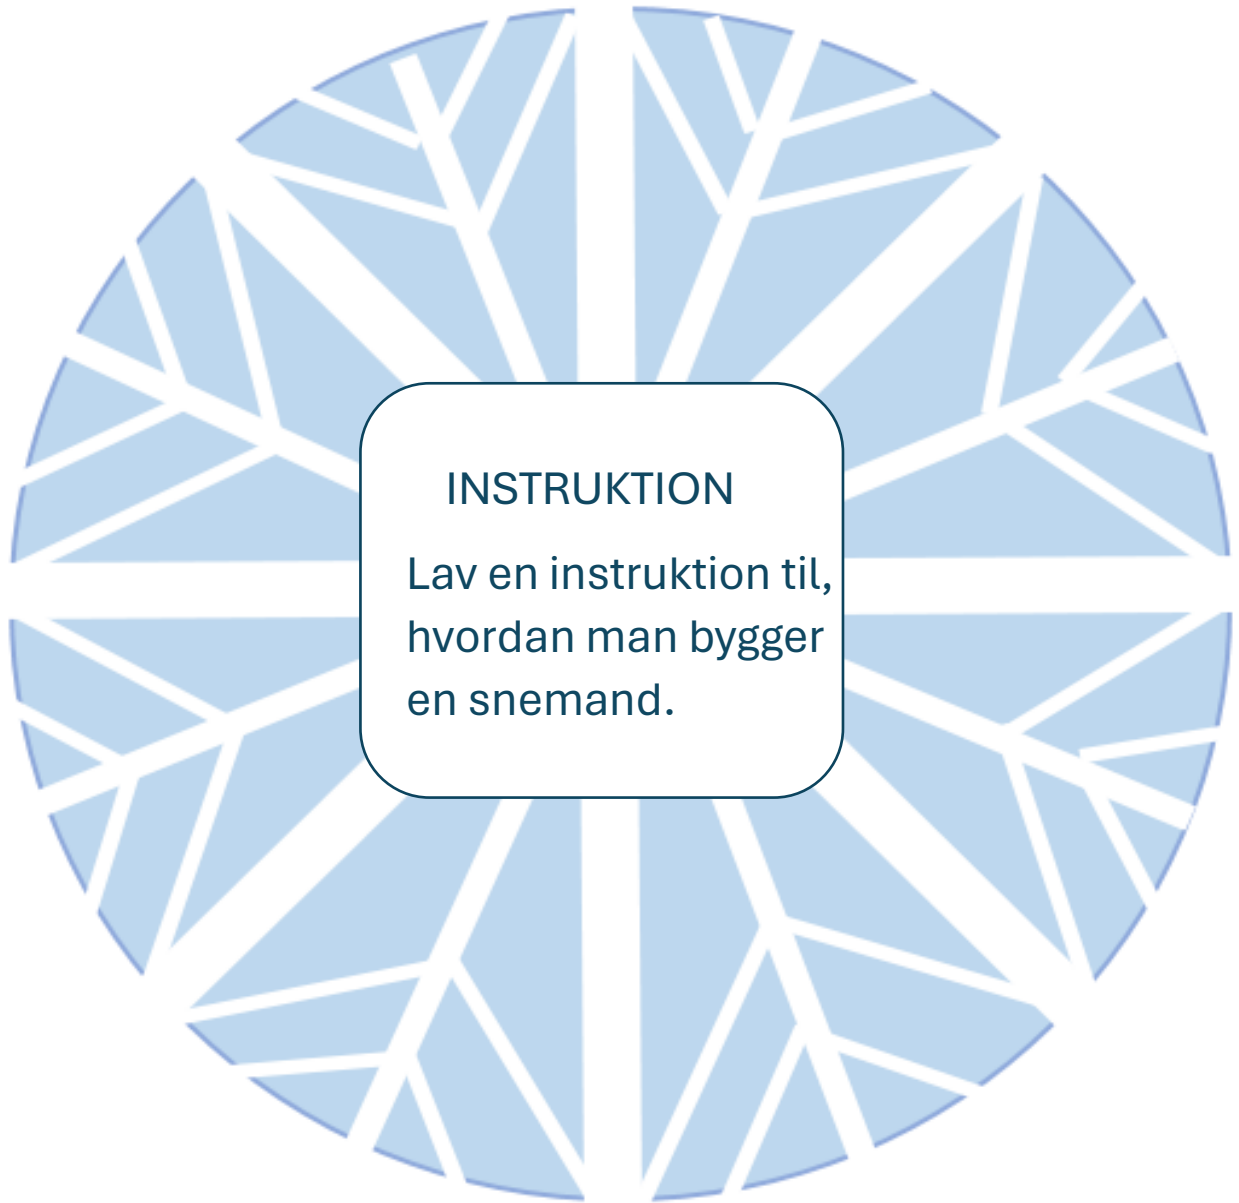 INSTRUKTION
Lav en instruktion til,
hvordan man bygger
en snemand.